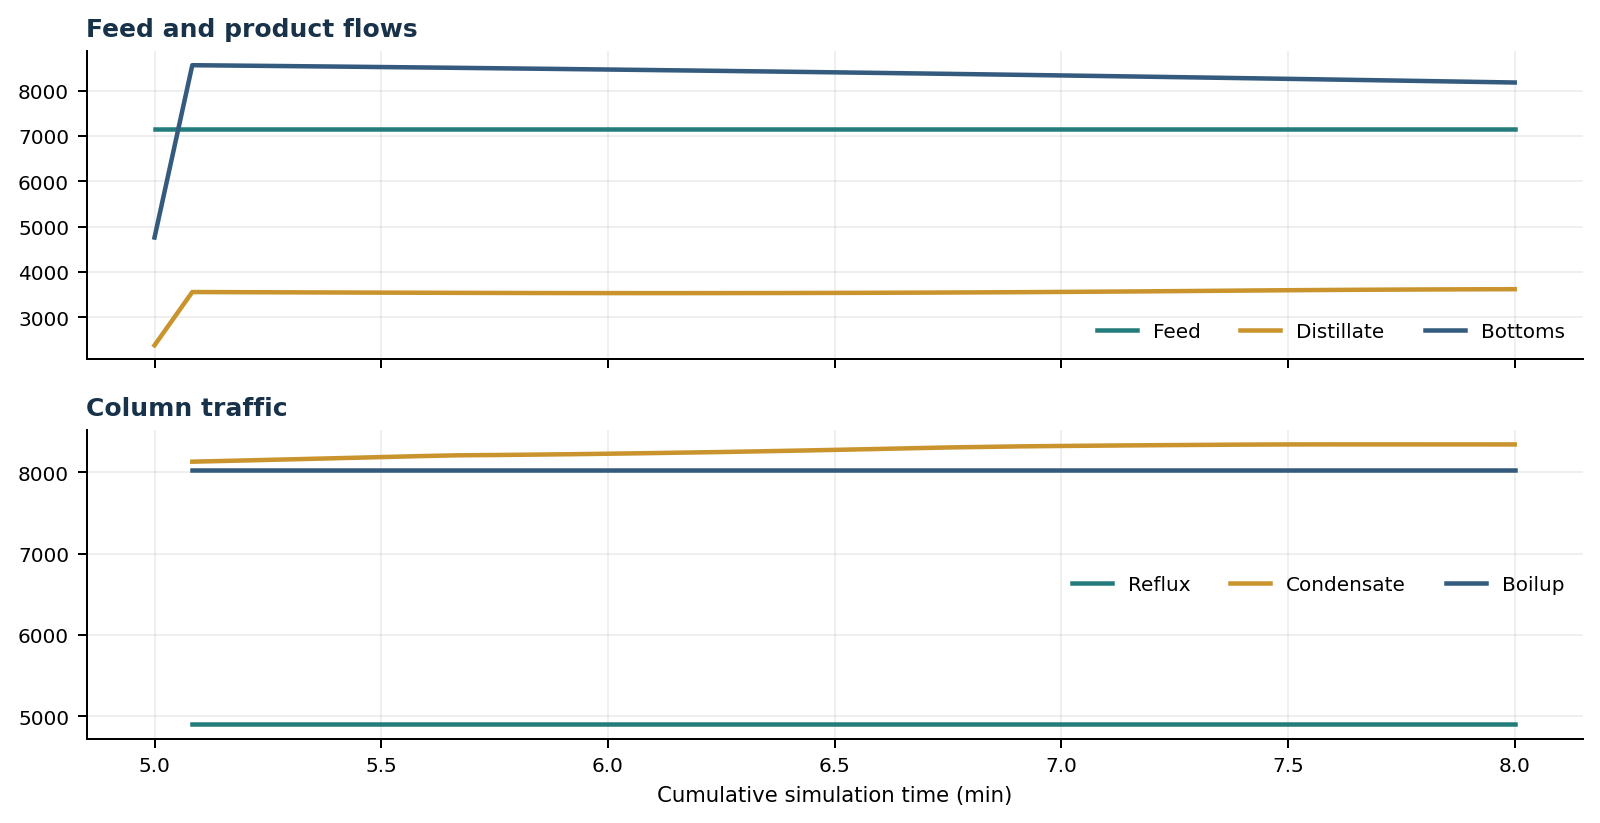 Feed and product flows
8000
7000
6000
5000
4000
3000
Feed Distillate Bottoms
Column traffic
8000
7000
6000
5000
Reflux Condensate Boilup
5.0 5.5 6.0 6.5 7.0 7.5 8.0
Cumulative simulation time (min)